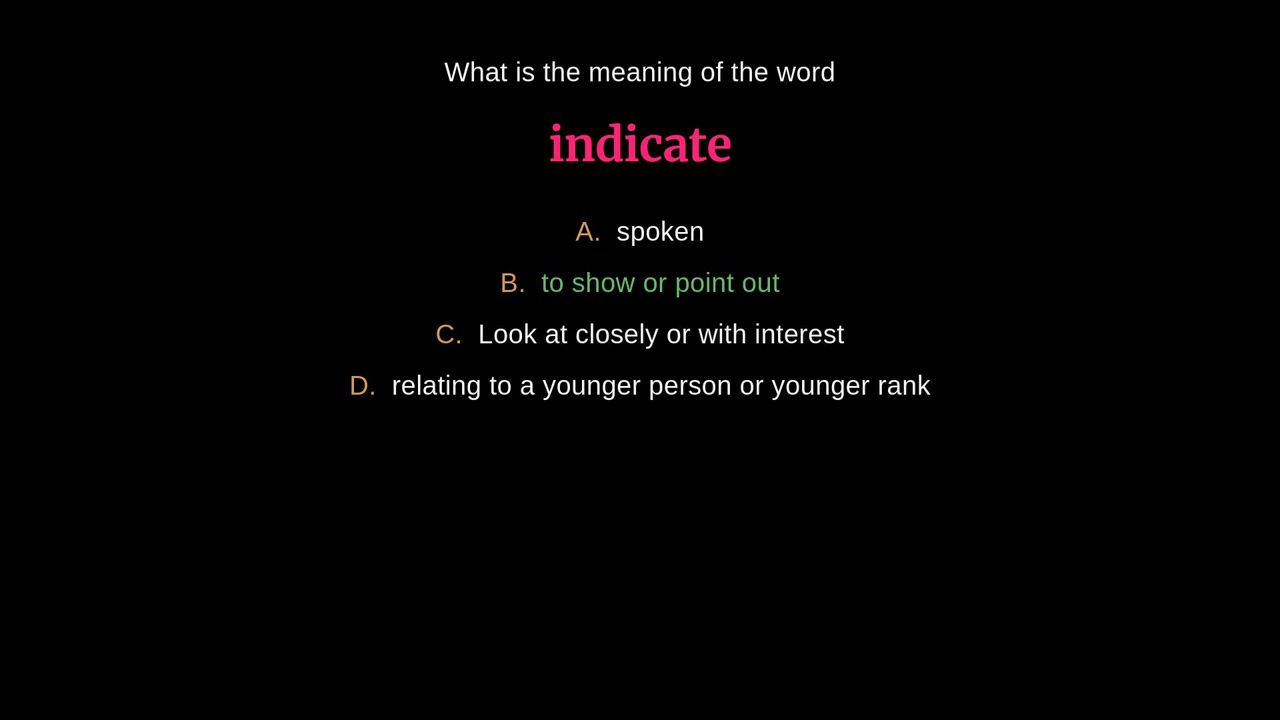 What is the meaning of the word
indicate
A. spoken
B. to show or point out
C. Look at closely or with interest
D. relating to a younger person or younger rank